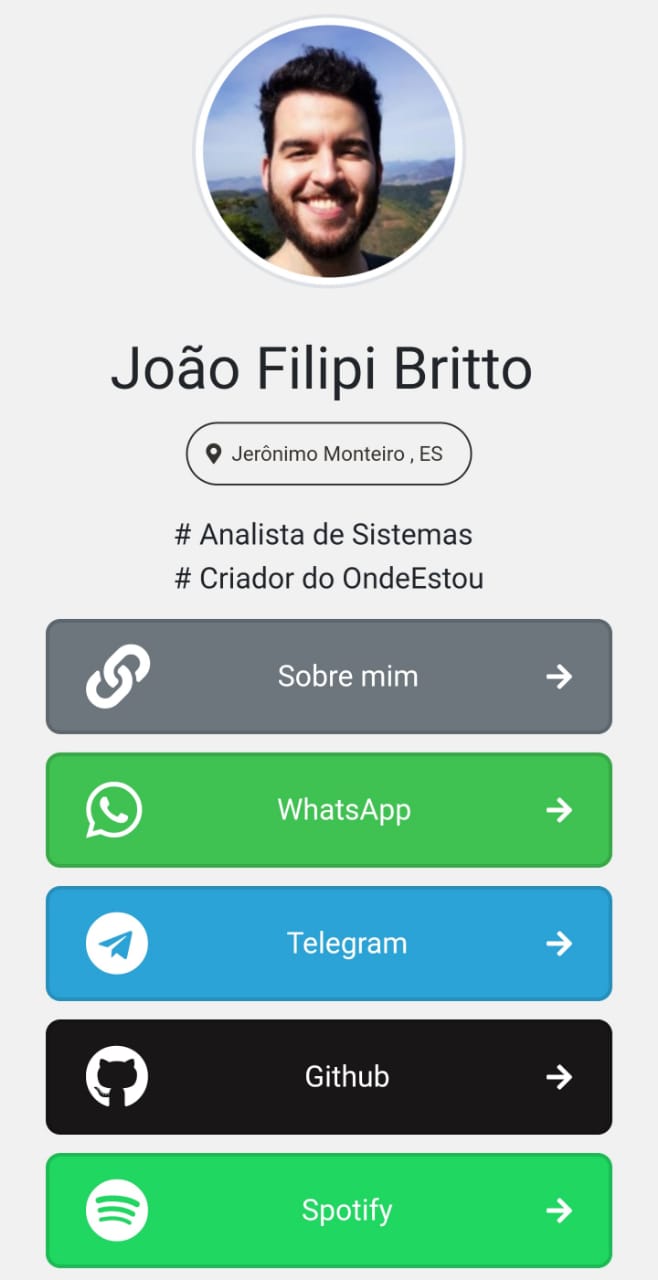 João Filipi Britto
Jerônimo Monteiro , ES
# Analista de Sistemas
# Criador do OndeEstou
Sobre mim
WhatsApp
Telegram
Github
Spotify